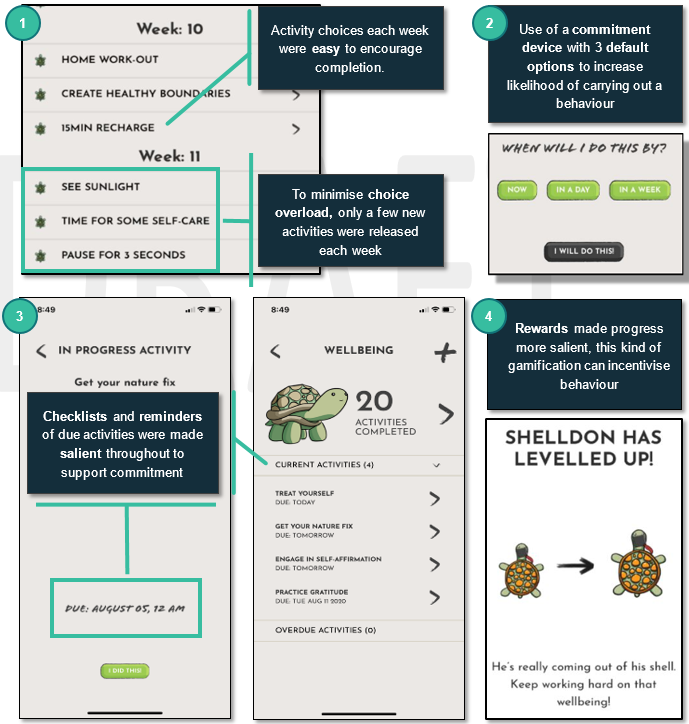 1
Week: 10
HOME WORK-OUT
CREATE HEALTHY BOUNDARIES
15MIN RECHARGE
Week: 11
SEE SUNLIGHT
TIME FOR SOME SELF-CARE
PAUSE FOR 3 SECONDS
Activity choices each week
were easy to encourage
completion.
To minimise choice
overload, only a few new
activities were released
each week
2
Use of a commitment
device with 3 default
options to increase
likelihood of carrying out a
behaviour
WHEN WILL I DO THIS BY?
NOW
IN A DAY
IN A WEEK
I WILL DO THIS!
3
8:49
IN PROGRESS ACTIVITY
Get your nature fix
Checklists and reminders
of due activities were made
salient throughout to
support commitment
DUE: AUGUST 05, 12 AM
I DID THIS!
8:49
WELLBEING
20
ACTIVITIES
COMPLETED
CURRENT ACTIVITIES (4)
TREAT YOURSELF
DUE: TODAY
GET YOUR NATURE FIX
DUE: TOMORROW
ENGAGE IN SELF-AFFIRMATION
DUE: TOMORROW
PRACTICE GRATITUDE
DUE: TUE AUG 11 2020
OVERDUE ACTIVITIES (0)
4
Rewards made progress
more salient, this kind of
gamification can incentivise
behaviour
SHELLDON HAS
LEVELLED UP!
He's really coming out of his shell.
Keep working hard on that
wellbeing!
DRAFT